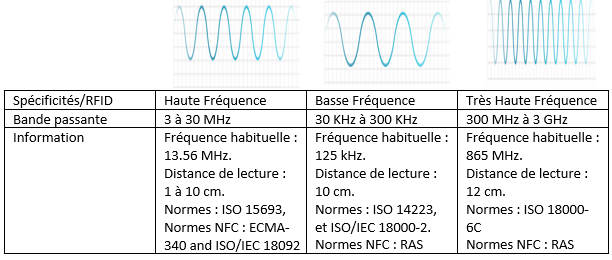 Spécificités/RFID Haute Fréquence Basse Fréquence Très Haute Fréquence
Bande passante 3 à 30 MHz 30 KHz à 300 KHz 300 MHz à 3 GHz
Information
Fréquence habituelle :
13.56 MHz.
Distance de lecture :
1 à 10 cm.
Normes : ISO 15693,
Normes NFC : ECMA-
340 and ISO/IEC 18092
Fréquence habituelle :
125 kHz.
Distance de lecture :
10 cm.
Normes : ISO 14223,
et ISO/IEC 18000-2.
Normes NFC : RAS
Fréquence habituelle :
865 MHz.
Distance de lecture :
12 cm.
Normes : ISO 18000-
6C
Normes NFC : RAS